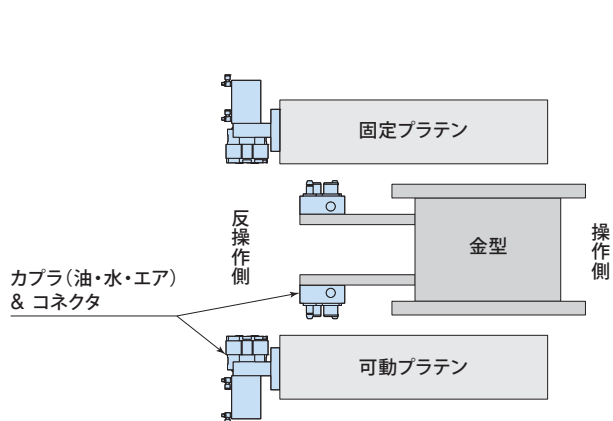 固定プラテン
反操作側
金型
操作側
カプラ（油・水・エア）
& コネクタ
可動プラテン